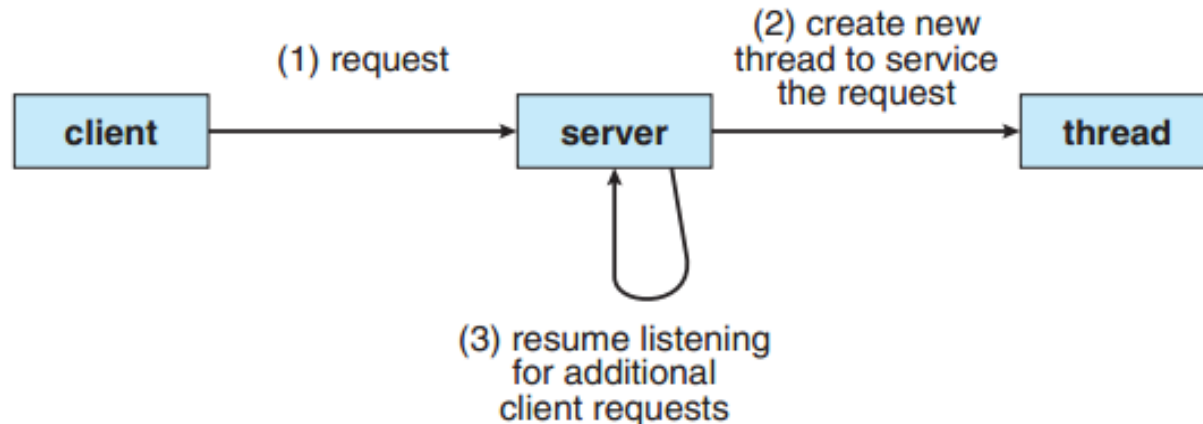 (1) request
(2) create new
thread to service
the request
client
server
thread
(3) resume listening
for additional
client requests